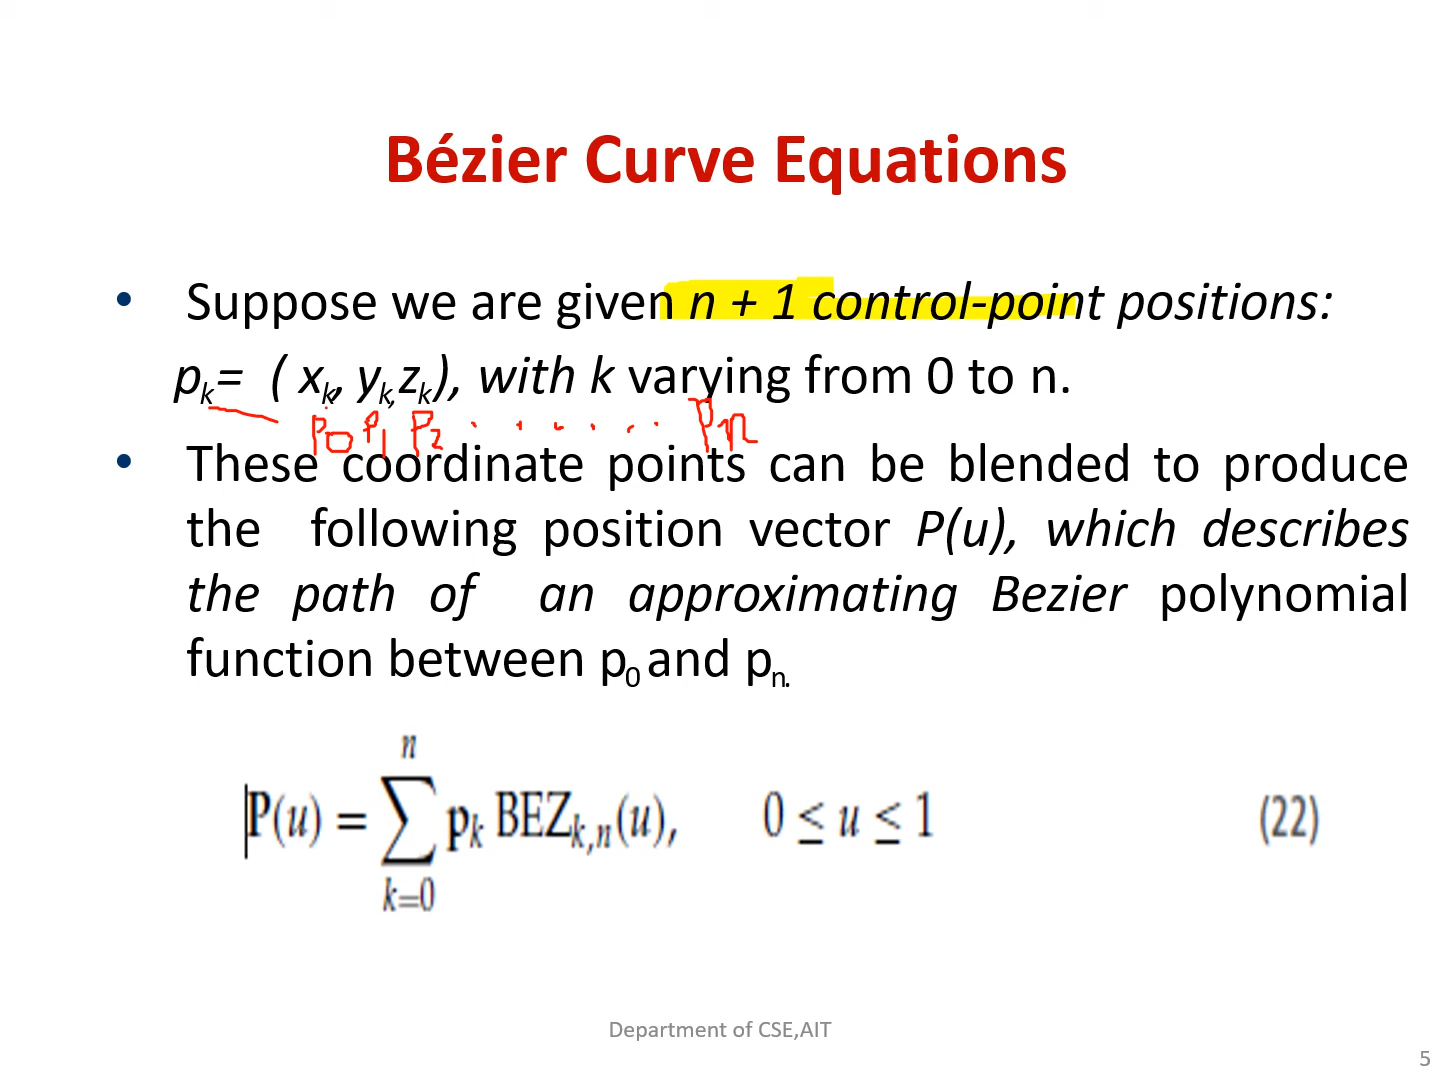 Bézier Curve Equations
• Suppose we are given n + 1 control-point positions:
pk= ( xk, yk, zk), with k varying from 0 to n.
P0 P1 P2 . . . . . . Pn
• These coordinate points can be blended to produce
the following position vector P(u), which describes
the path of an approximating Bezier polynomial
function between p0 and pn.
P(u) = ∑ k=0 n pk BEZk,n(u), 0 ≤ u ≤ 1 (22)
Department of CSE,AIT
5